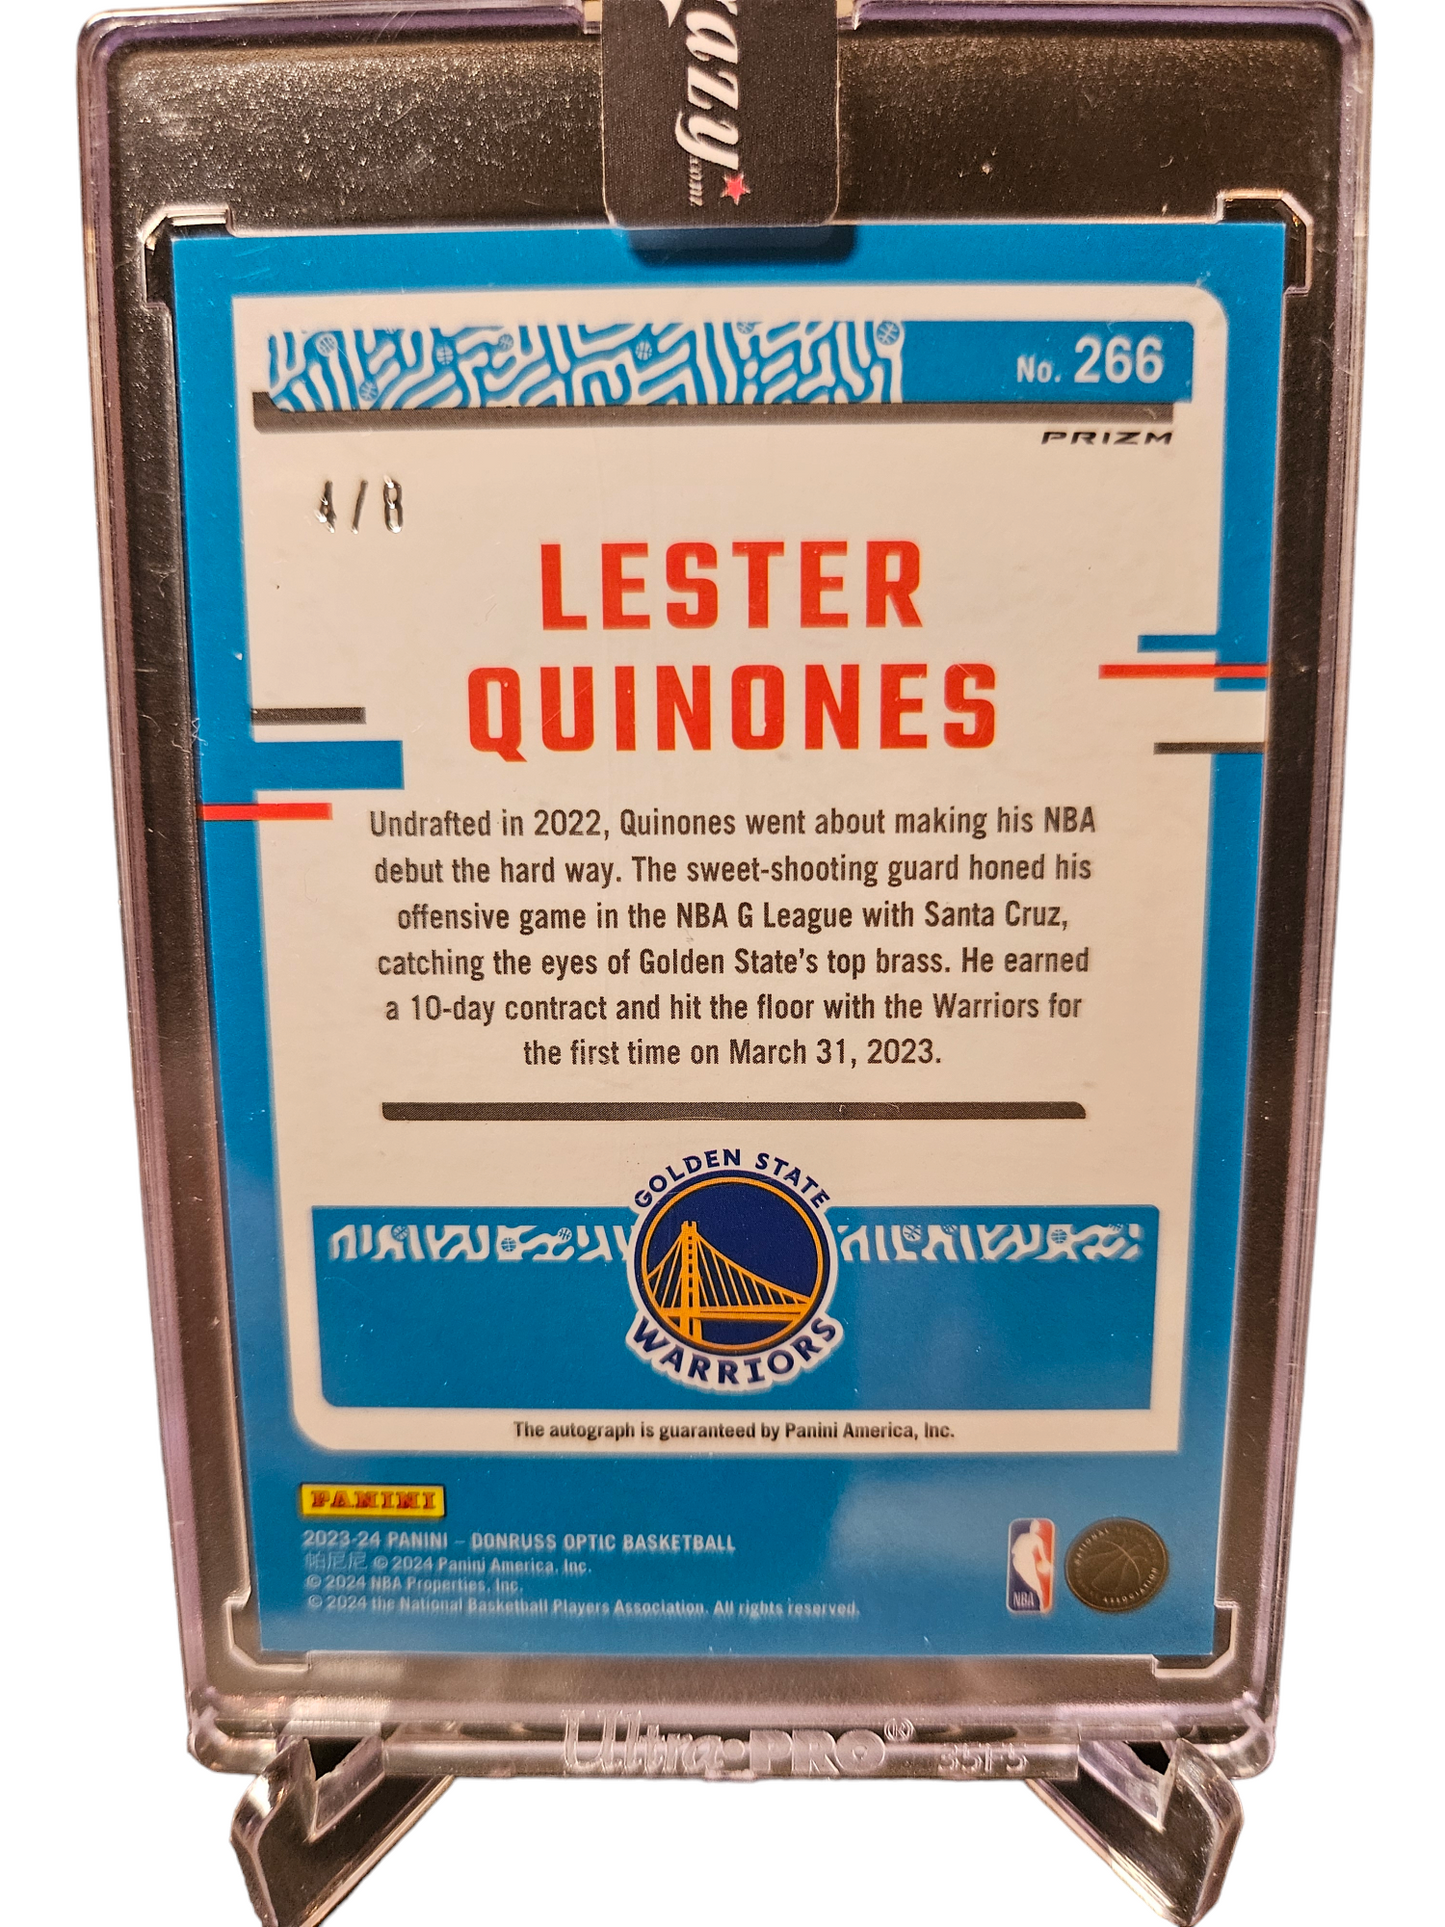 azy
.com
No. 266
PRIZM
4/8
LESTER
QUINONES
Undrafted in 2022, Quinones went about making his NBA
debut the hard way. The sweet-shooting guard honed his
offensive game in the NBA G League with Santa Cruz,
catching the eyes of Golden State's top brass. He earned
a 10-day contract and hit the floor with the Warriors for
the first time on March 31, 2023.
GOLDEN STATE
WARRIORS
The autograph is guaranteed by Panini America, Inc.
PANINI
2023-24 PANINI – DONRUSS OPTIC BASKETBALL
帕尼尼 © 2024 Panini America, Inc.
© 2024 NBA Properties, Inc.
© 2024 the National Basketball Players Association. All rights reserved.
NBA
Ultra•PRO® 35PT